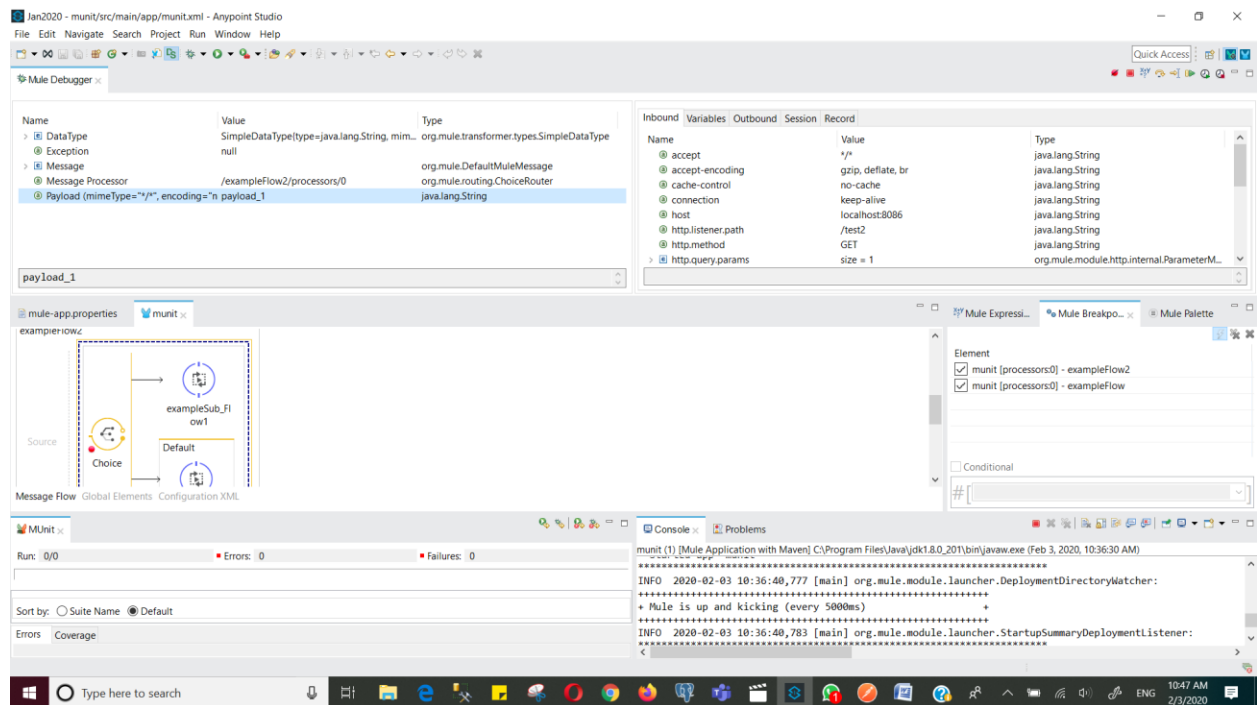 Jan2020 - munit/src/main/app/munit.xml - Anypoint Studio
File Edit Navigate Search Project Run Window Help
Quick Access
Mule Debugger
Name Value Type
DataType SimpleDataType{type=java.lang.String, mim... org.mule.transformer.types.SimpleDataType
Exception null
Message org.mule.DefaultMuleMessage
Message Processor /exampleFlow2/processors/0 org.mule.routing.ChoiceRouter
Payload (mimeType="*/*", encoding="n payload_1 java.lang.String
payload_1
Inbound Variables Outbound Session Record
Name Value Type
accept */* java.lang.String
accept-encoding gzip, deflate, br java.lang.String
cache-control no-cache java.lang.String
connection keep-alive java.lang.String
host localhost:8086 java.lang.String
http.listener.path /test2 java.lang.String
http.method GET java.lang.String
http.query.params size = 1 org.mule.module.http.internal.ParameterM...
mule-app.properties munit
exampleFlow2
Source
Choice
exampleSub_Fl
ow1
Default
Message Flow Global Elements Configuration XML
Mule Expressi... Mule Breakpo... Mule Palette
Element
munit [processors:0] - exampleFlow2
munit [processors:0] - exampleFlow
Conditional
#[ ]
MUnit
Run: 0/0 Errors: 0 Failures: 0
Sort by: Suite Name Default
Errors Coverage
Console Problems
munit (1) [Mule Application with Maven] C:\Program Files\Java\jdk1.8.0_201\bin\javaw.exe (Feb 3, 2020, 10:36:30 AM)
INFO 2020-02-03 10:36:40,777 [main] org.mule.module.launcher.DeploymentDirectoryWatcher:
+ Mule is up and kicking (every 5000ms) +
INFO 2020-02-03 10:36:40,783 [main] org.mule.module.launcher.StartupSummaryDeploymentListener:
Type here to search
ENG
10:47 AM
2/3/2020